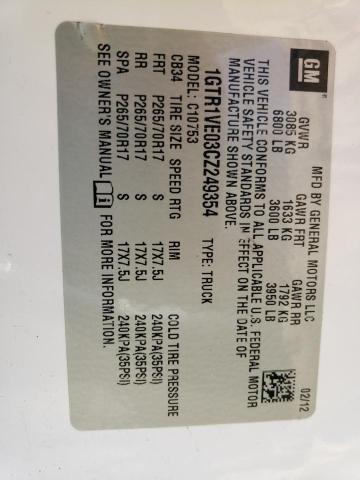 GM
MFD BY GENERAL MOTORS LLC
02/12
GVWR GAWR FRT GAWR RR
3085 KG 1633 KG 1792 KG
6800 LB 3600 LB 3950 LB
THIS VEHICLE CONFORMS TO ALL APPLICABLE U.S. FEDERAL MOTOR
VEHICLE SAFETY STANDARDS IN EFFECT ON THE DATE OF
MANUFACTURE SHOWN ABOVE.
1GTR1VE03CZ249354 TYPE: TRUCK
MODEL: C10753
CB34 TIRE SIZE SPEED RTG RIM COLD TIRE PRESSURE
FRT P265/70R17 S 17X7.5J 240KPA(35PSI)
RR P265/70R17 S 17X7.5J 240KPA(35PSI)
SPA P265/70R17 S 17X7.5J 240KPA(35PSI)
SEE OWNER'S MANUAL FOR MORE INFORMATION.